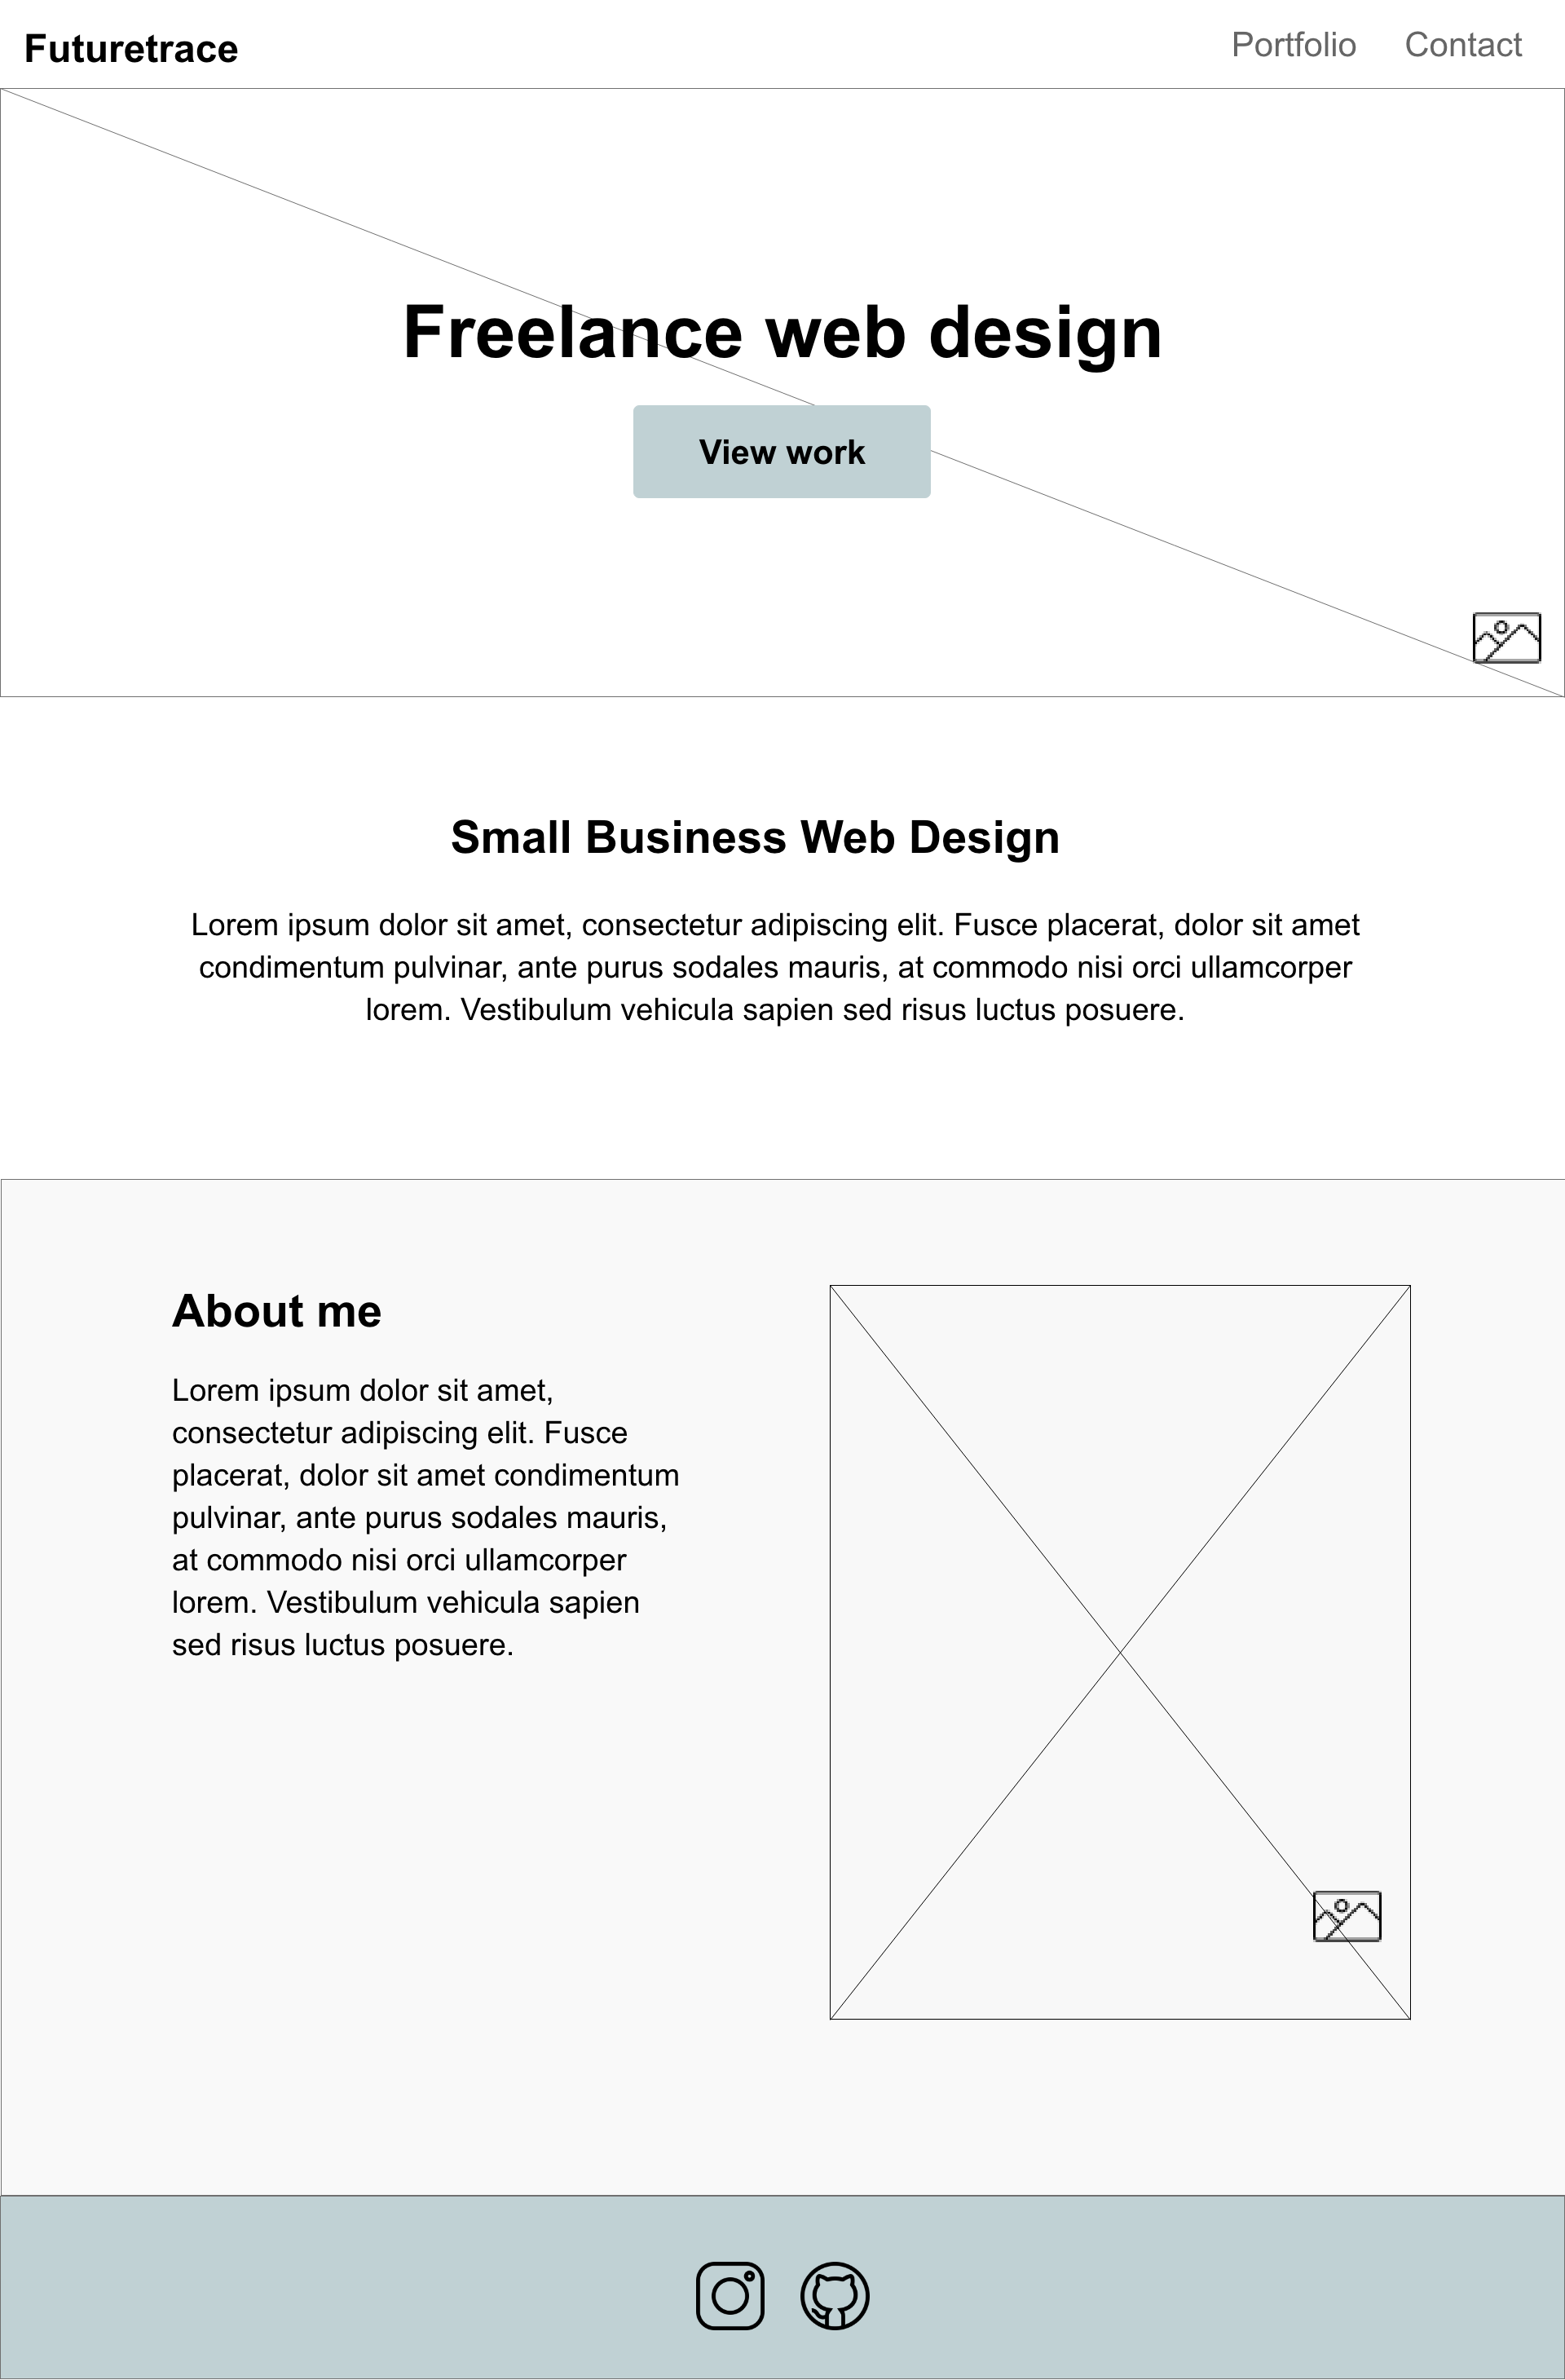 Futuretrace
Portfolio Contact
Freelance web design
View work
Small Business Web Design
Lorem ipsum dolor sit amet, consectetur adipiscing elit. Fusce placerat, dolor sit amet
condimentum pulvinar, ante purus sodales mauris, at commodo nisi orci ullamcorper
lorem. Vestibulum vehicula sapien sed risus luctus posuere.
About me
Lorem ipsum dolor sit amet,
consectetur adipiscing elit. Fusce
placerat, dolor sit amet condimentum
pulvinar, ante purus sodales mauris,
at commodo nisi orci ullamcorper
lorem. Vestibulum vehicula sapien
sed risus luctus posuere.